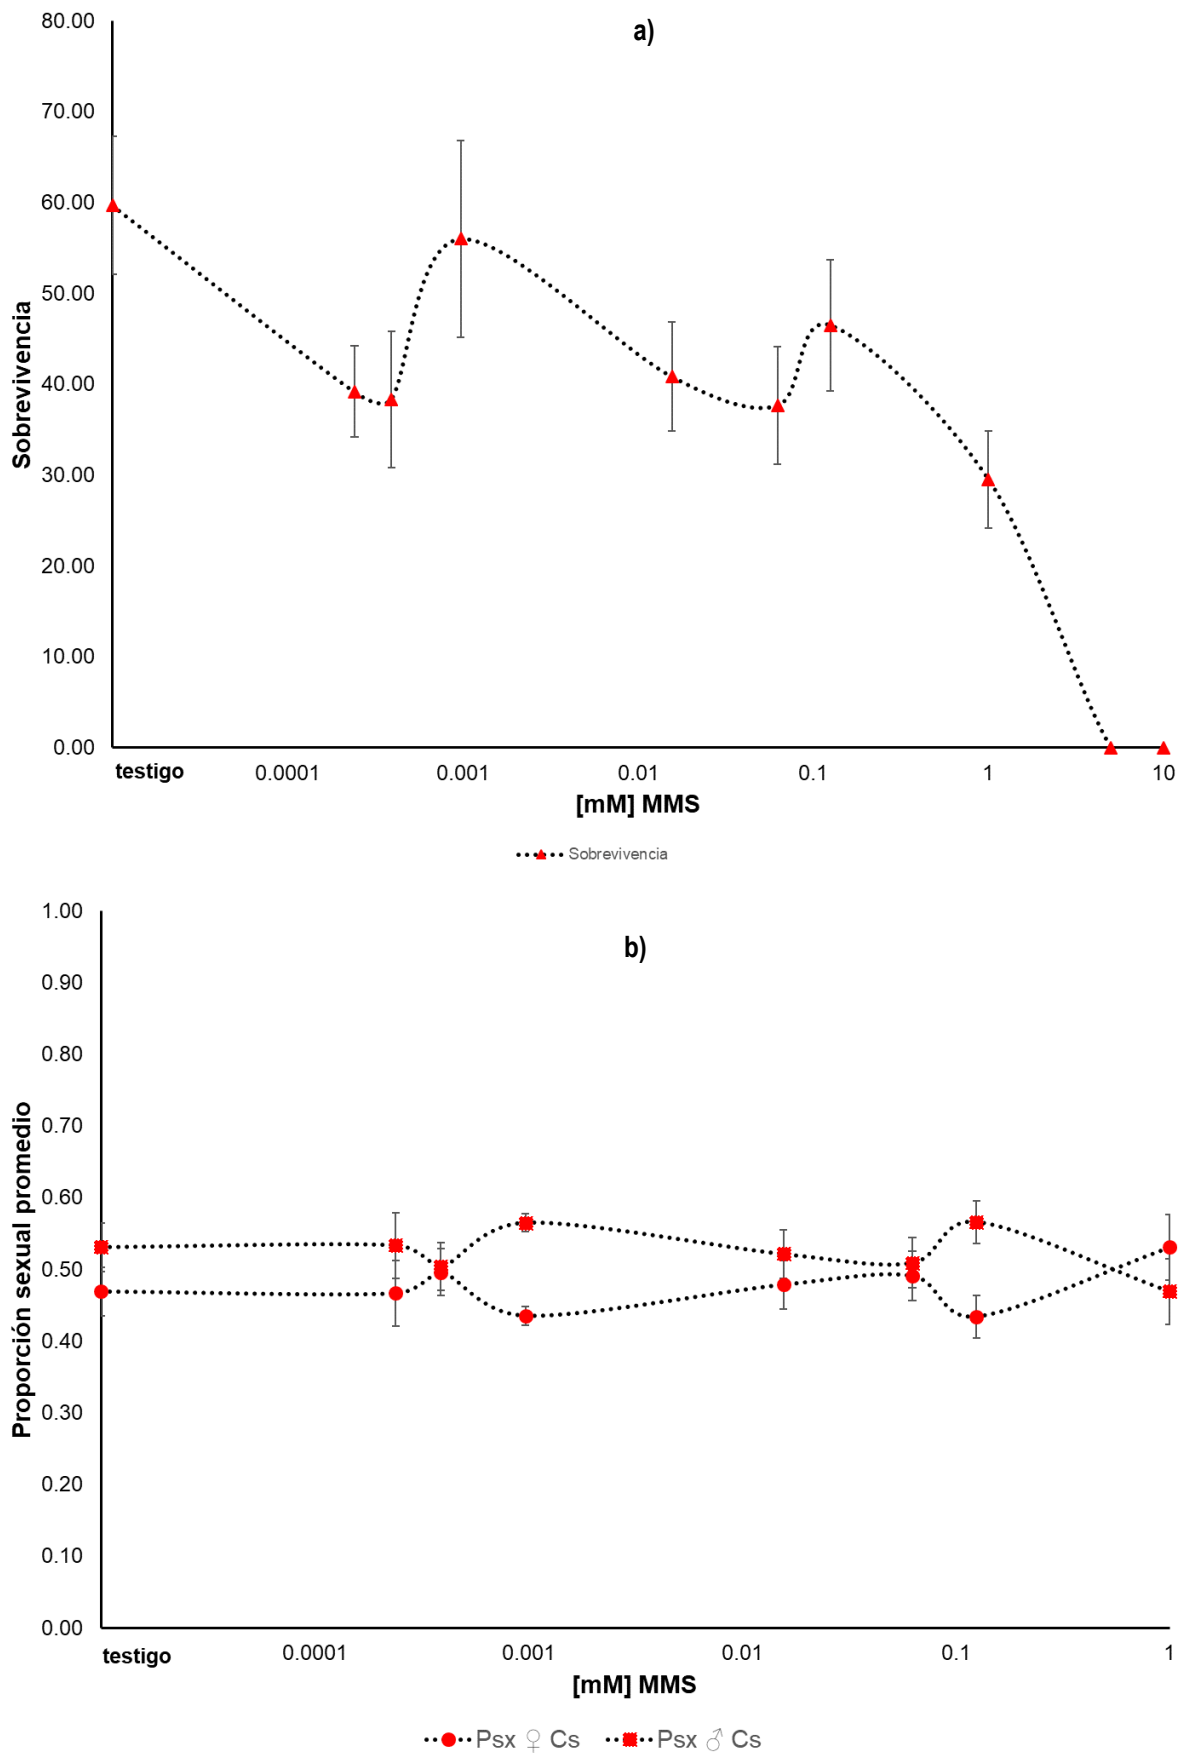 a)
80.00
70.00
60.00
50.00
40.00
30.00
20.00
10.00
0.00
Sobrevivencia
testigo 0.0001 0.001 0.01 0.1 1 10
[mM] MMS
Sobrevivencia
b)
1.00
0.90
0.80
0.70
0.60
0.50
0.40
0.30
0.20
0.10
0.00
Proporción sexual promedio
testigo 0.0001 0.001 0.01 0.1 1
[mM] MMS
Psx ♀ Cs Psx ♂ Cs